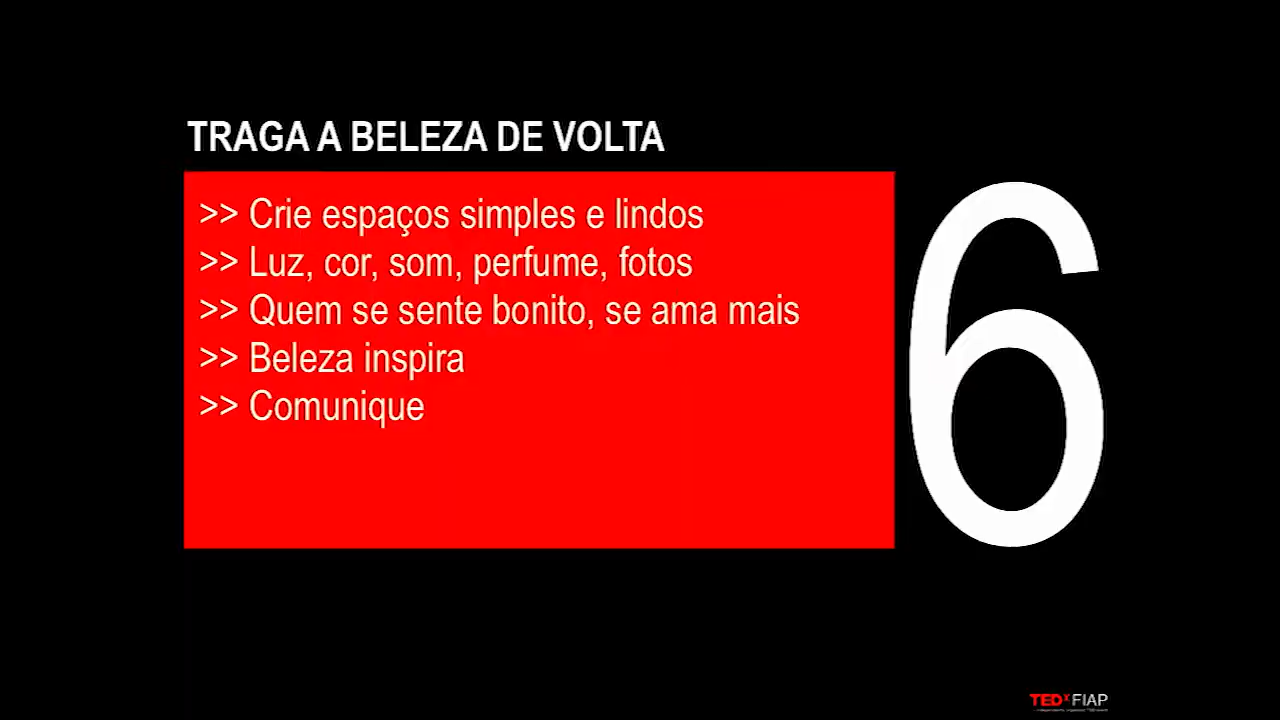 TRAGA A BELEZA DE VOLTA
>> Crie espaços simples e lindos
>> Luz, cor, som, perfume, fotos
>> Quem se sente bonito, se ama mais
>> Beleza inspira
>> Comunique
6
TEDxFIAP